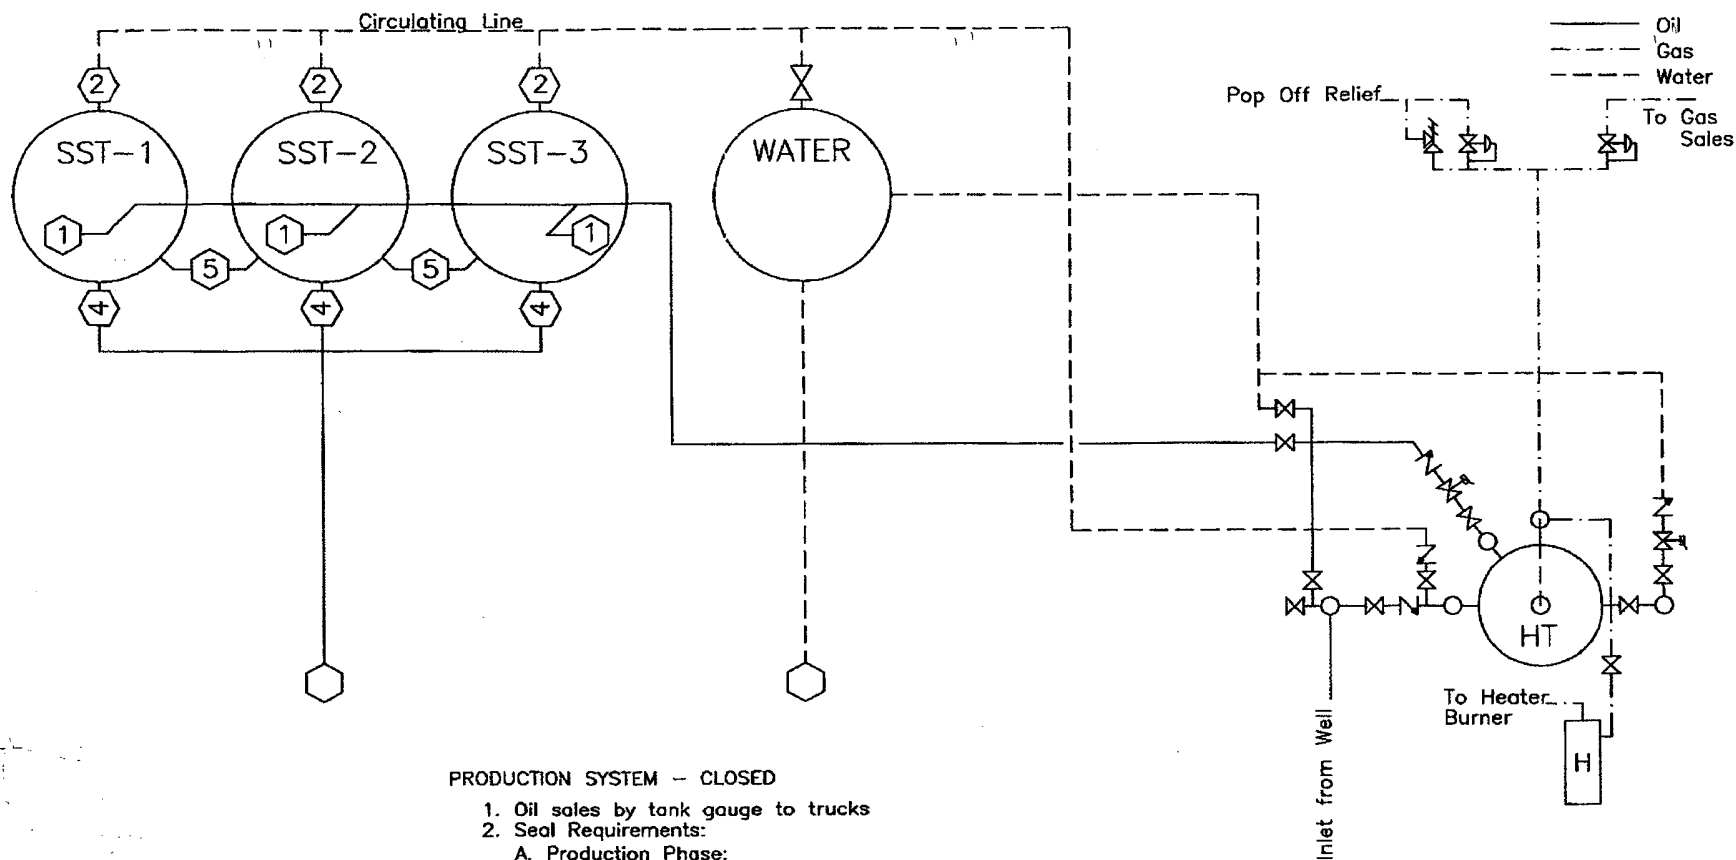 Circulating Line
Oil
Gas
Water
2
2
2
Pop Off Relief
To Gas
Sales
SST-1
SST-2
SST-3
WATER
1
1
1
5
5
4
4
4
HT
To Heater
Burner
H
Inlet from Well
PRODUCTION SYSTEM – CLOSED
1. Oil sales by tank gauge to trucks
2. Seal Requirements:
A. Production Phase: